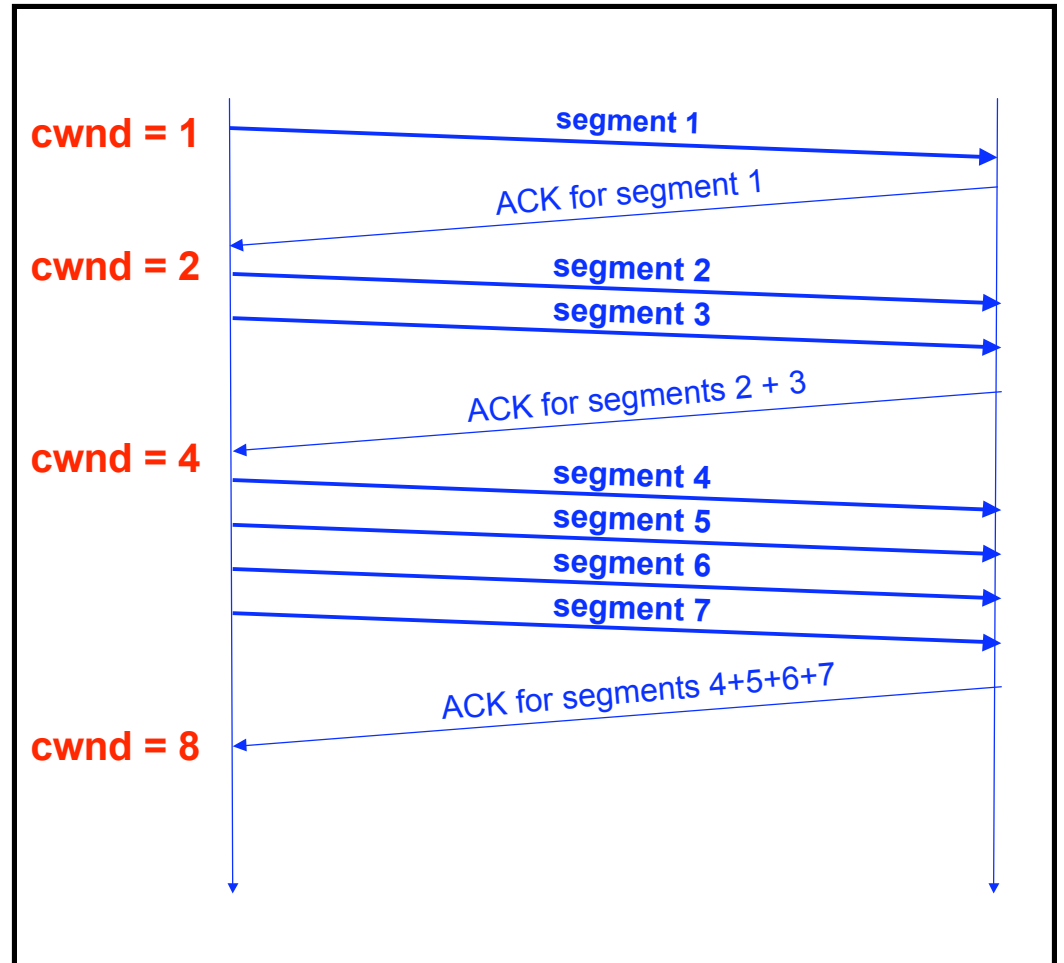 cwnd = 1
segment 1
ACK for segment 1
cwnd = 2
segment 2
segment 3
ACK for segments 2 + 3
cwnd = 4
segment 4
segment 5
segment 6
segment 7
ACK for segments 4+5+6+7
cwnd = 8